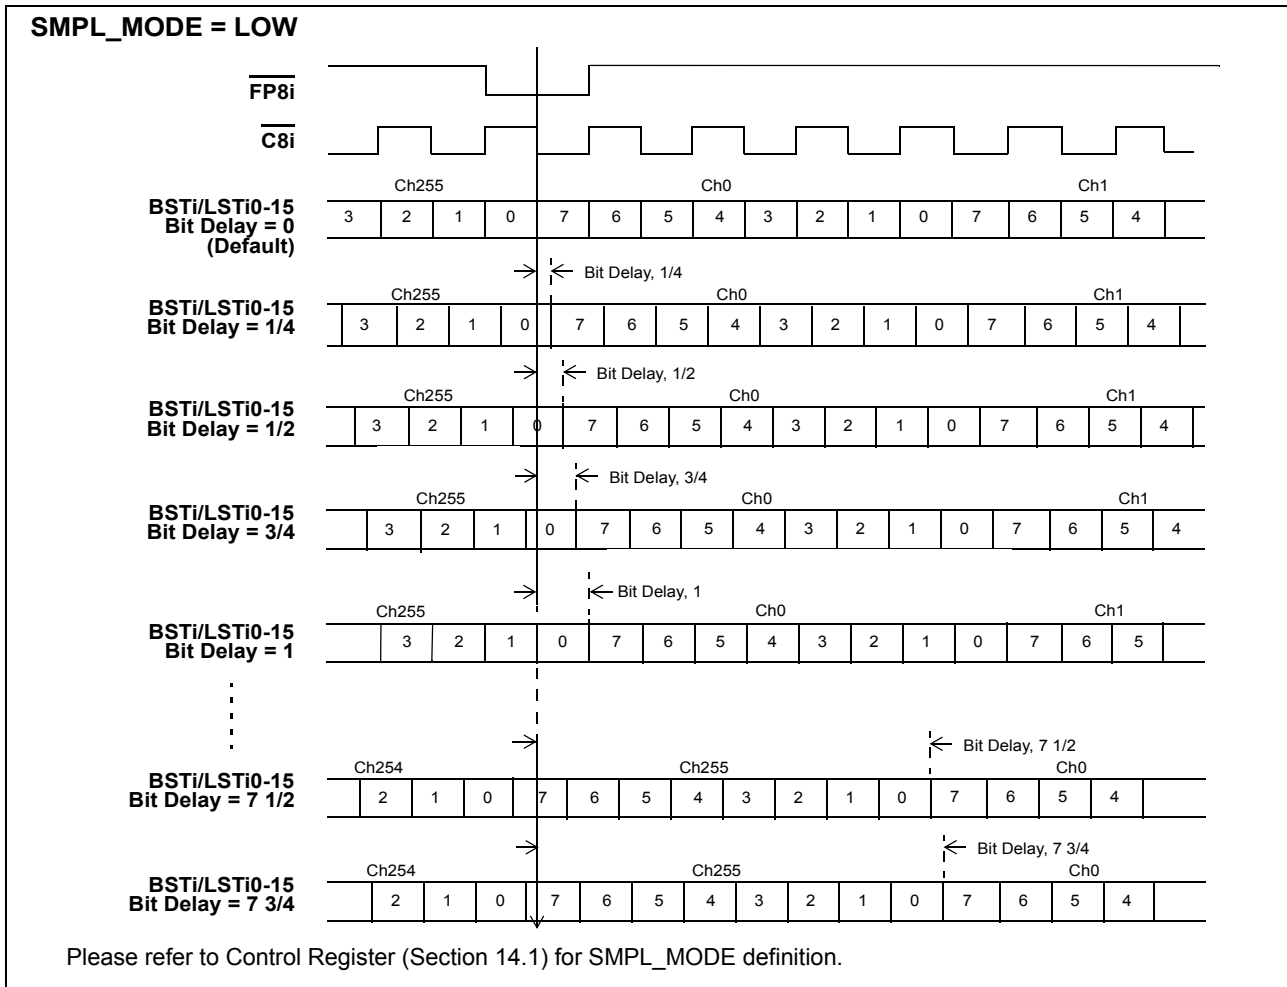 SMPL_MODE = LOW
FP8i
C8i
Ch255 Ch0 Ch1
BSTi/LSTi0-15
Bit Delay = 0
(Default)
3 2 1 0 7 6 5 4 3 2 1 0 7 6 5 4
Bit Delay, 1/4
Ch255 Ch0 Ch1
BSTi/LSTi0-15
Bit Delay = 1/4
3 2 1 0 7 6 5 4 3 2 1 0 7 6 5 4
Bit Delay, 1/2
Ch255 Ch0 Ch1
BSTi/LSTi0-15
Bit Delay = 1/2
3 2 1 0 7 6 5 4 3 2 1 0 7 6 5 4
Bit Delay, 3/4
Ch255 Ch0 Ch1
BSTi/LSTi0-15
Bit Delay = 3/4
3 2 1 0 7 6 5 4 3 2 1 0 7 6 5 4
Bit Delay, 1
Ch255 Ch0 Ch1
BSTi/LSTi0-15
Bit Delay = 1
3 2 1 0 7 6 5 4 3 2 1 0 7 6 5
Bit Delay, 7 1/2
Ch254 Ch255 Ch0
BSTi/LSTi0-15
Bit Delay = 7 1/2
2 1 0 7 6 5 4 3 2 1 0 7 6 5 4
Bit Delay, 7 3/4
Ch254 Ch255 Ch0
BSTi/LSTi0-15
Bit Delay = 7 3/4
2 1 0 7 6 5 4 3 2 1 0 7 6 5 4
Please refer to Control Register (Section 14.1) for SMPL_MODE definition.